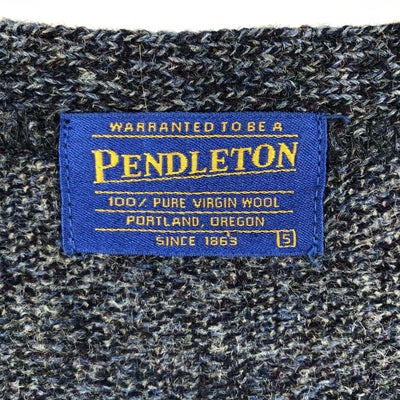 WARRANTED TO BE A
PENDLETON
100% PURE VIRGIN WOOL
PORTLAND, OREGON
SINCE 1863 S